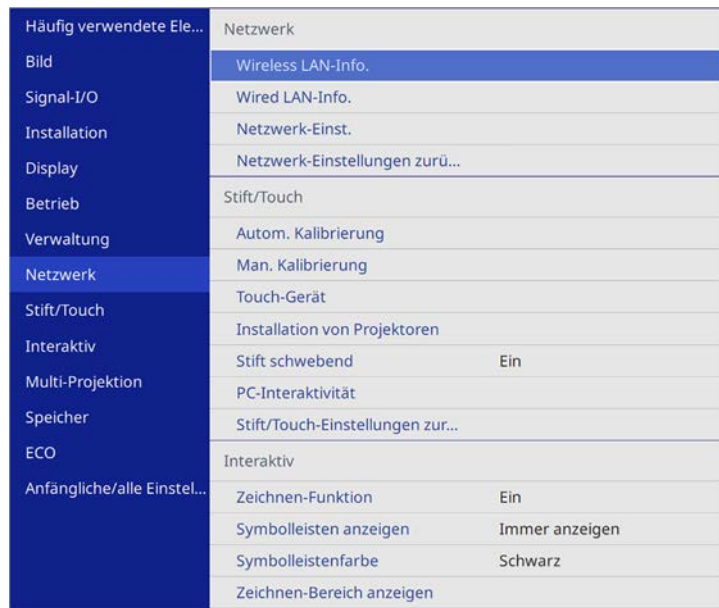 Häufig verwendete Ele...
Bild
Signal-I/O
Installation
Display
Betrieb
Verwaltung
Netzwerk
Stift/Touch
Interaktiv
Multi-Projektion
Speicher
ECO
Anfängliche/alle Einstel...
Netzwerk
Wireless LAN-Info.
Wired LAN-Info.
Netzwerk-Einst.
Netzwerk-Einstellungen zurü...
Stift/Touch
Autom. Kalibrierung
Man. Kalibrierung
Touch-Gerät
Installation von Projektoren
Stift schwebend Ein
PC-Interaktivität
Stift/Touch-Einstellungen zur...
Interaktiv
Zeichnen-Funktion Ein
Symbolleisten anzeigen Immer anzeigen
Symbolleistenfarbe Schwarz
Zeichnen-Bereich anzeigen